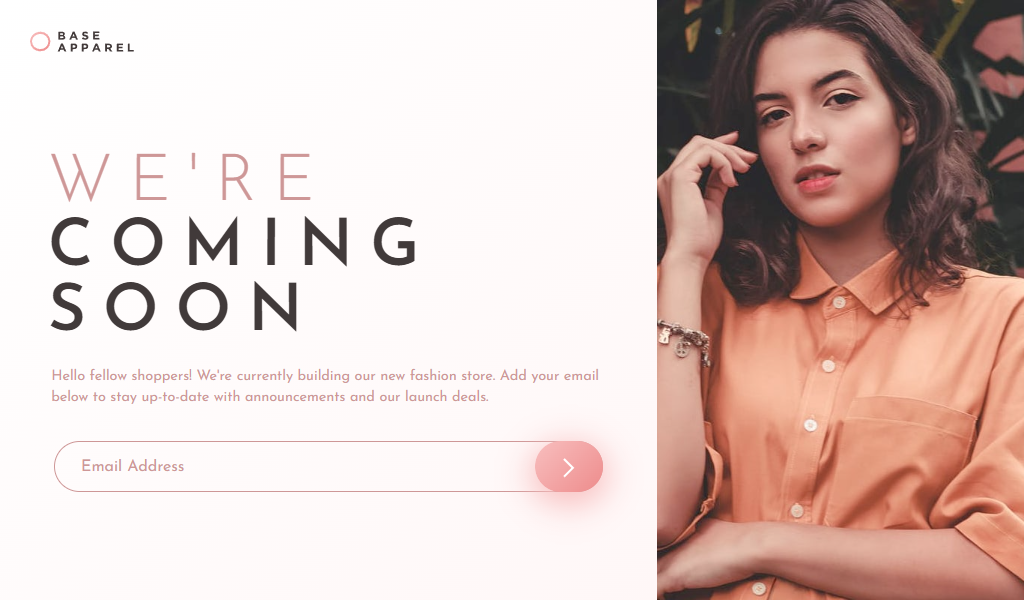 BASE
APPAREL
WE'RE
COMING
SOON
Hello fellow shoppers! We're currently building our new fashion store. Add your email
below to stay up-to-date with announcements and our launch deals.
Email Address